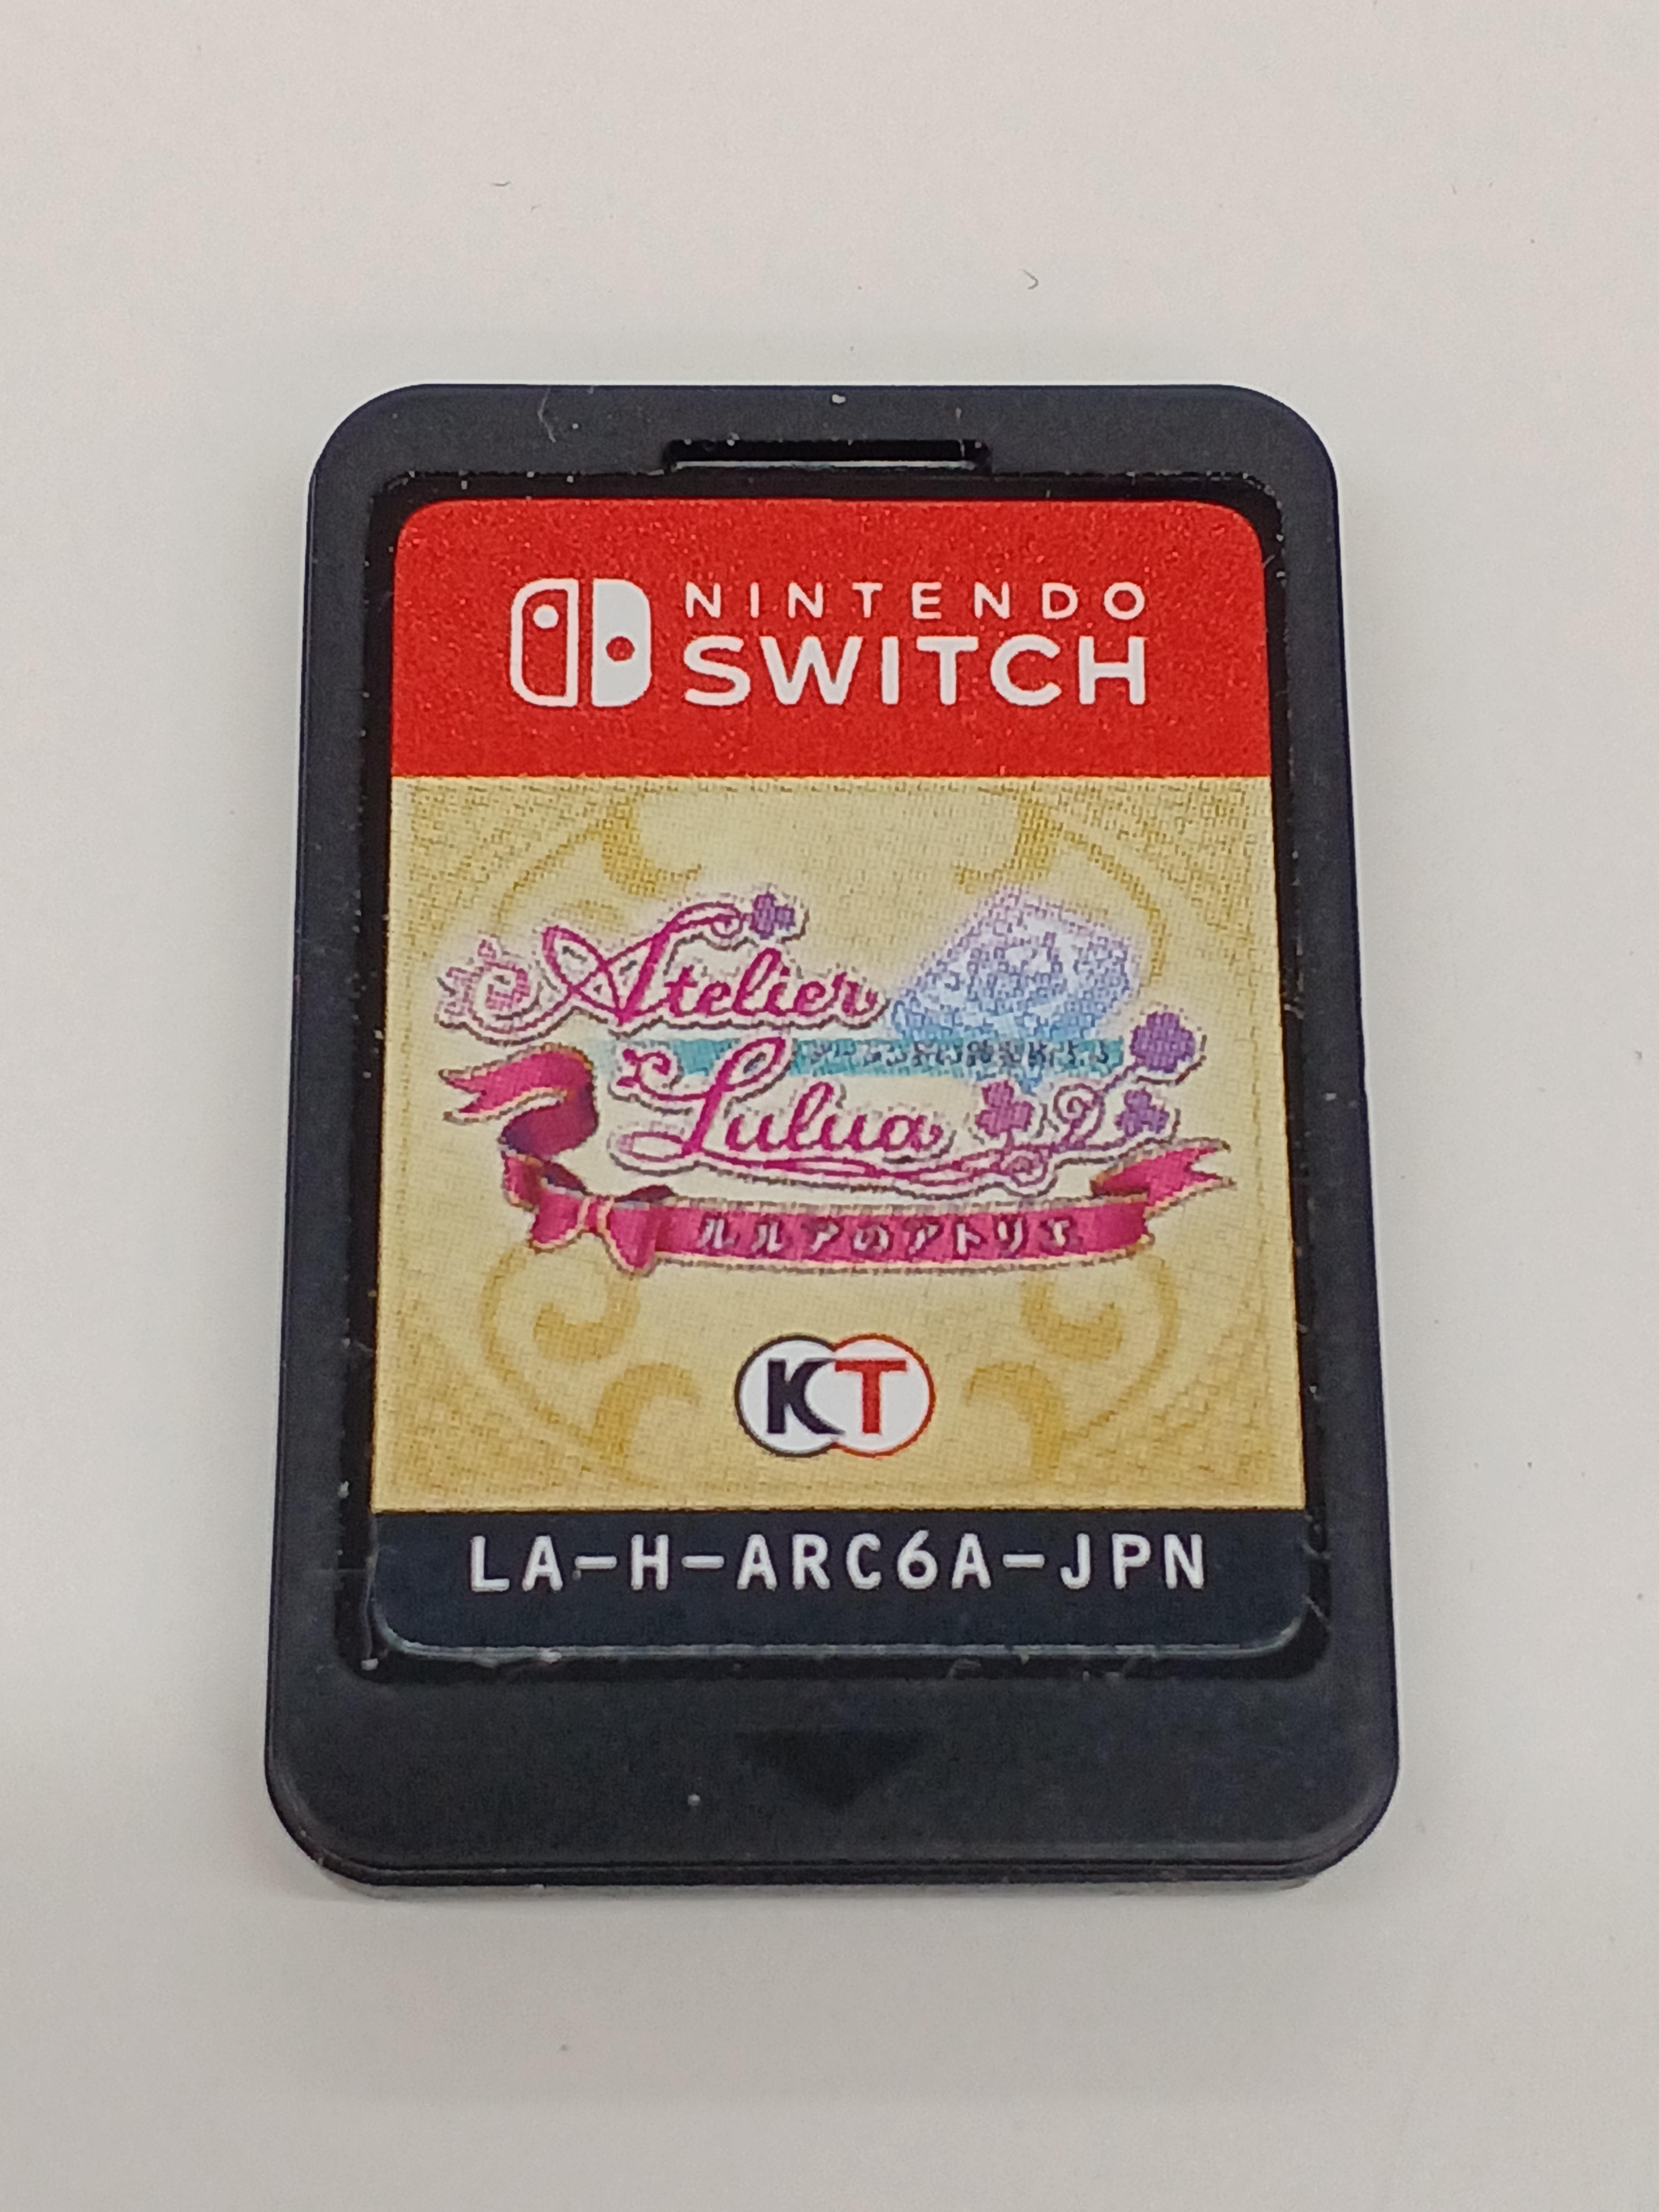 NINTENDO
SWITCH
Atelier
Lulua
ルルアのアトリエ
KT
LA-H-ARC6A-JPN